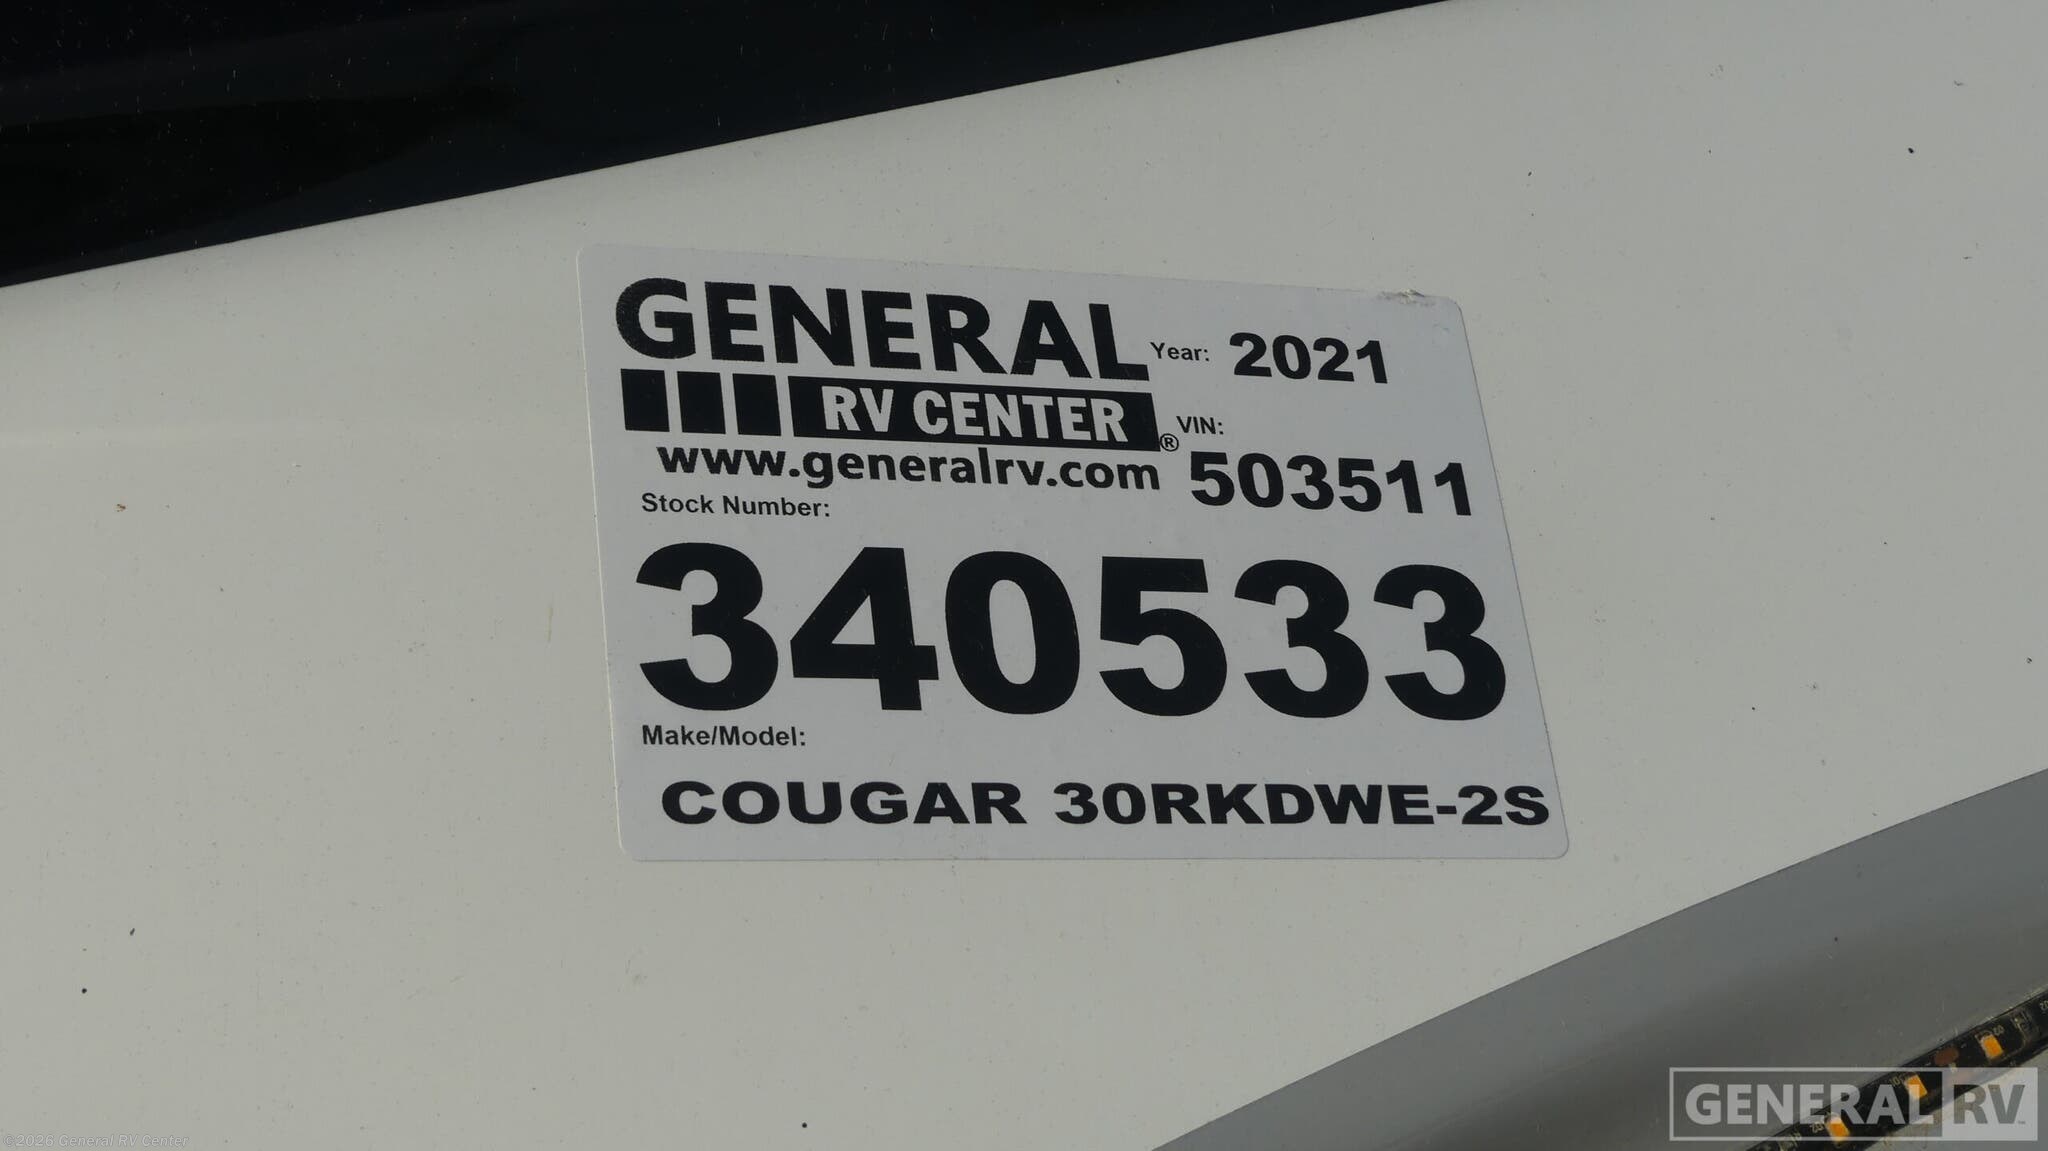 GENERAL
RV CENTER®
www.generalrv.com
Year: 2021
VIN:
503511
Stock Number:
340533
Make/Model:
COUGAR 30RKDWE-2S
GENERAL RV
©2026 General RV Center